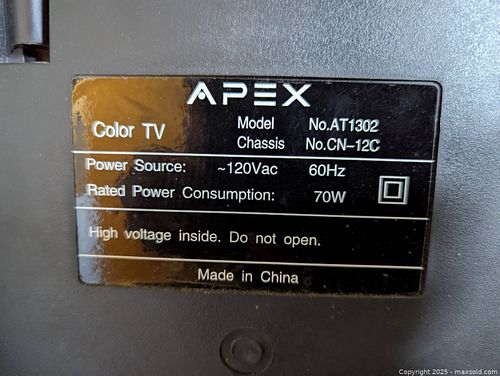 APEX
Color TV Model No.AT1302
Chassis No.CN-12C
Power Source: ~120Vac 60Hz
Rated Power Consumption: 70W
High voltage inside. Do not open.
Made in China
Copyright 2025 - maxsold.com